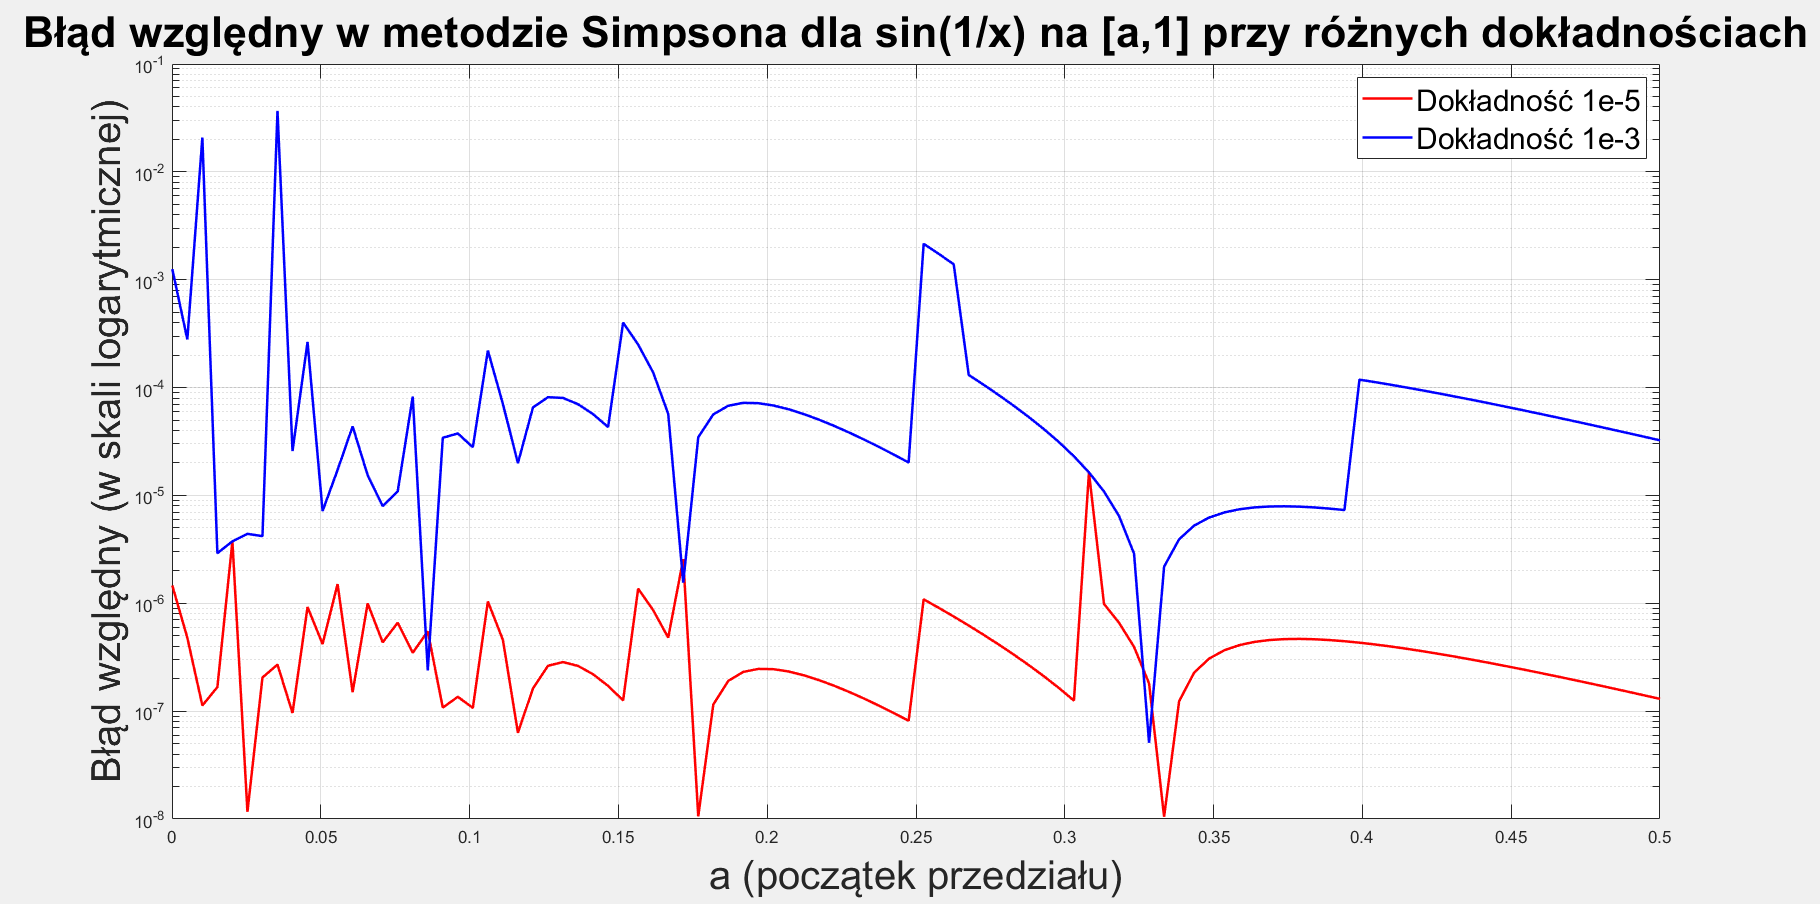 Błąd względny w metodzie Simpsona dla sin(1/x) na [a,1] przy różnych dokładnościach
Błąd względny (w skali logarytmicznej)
10^-1
10^-2
10^-3
10^-4
10^-5
10^-6
10^-7
10^-8
Dokładność 1e-5
Dokładność 1e-3
0 0.05 0.1 0.15 0.2 0.25 0.3 0.35 0.4 0.45 0.5
a (początek przedziału)